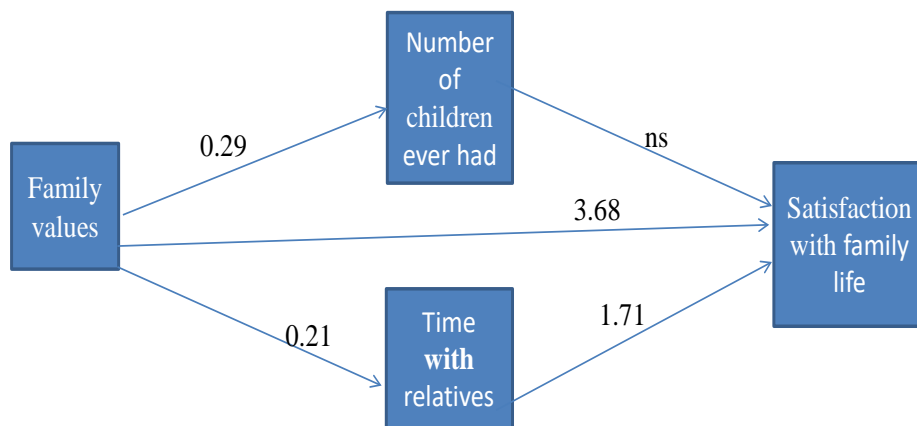 Number
of
children
ever had
0.29
ns
Family
values
3.68
Satisfaction
with family
life
0.21
Time
with
relatives
1.71